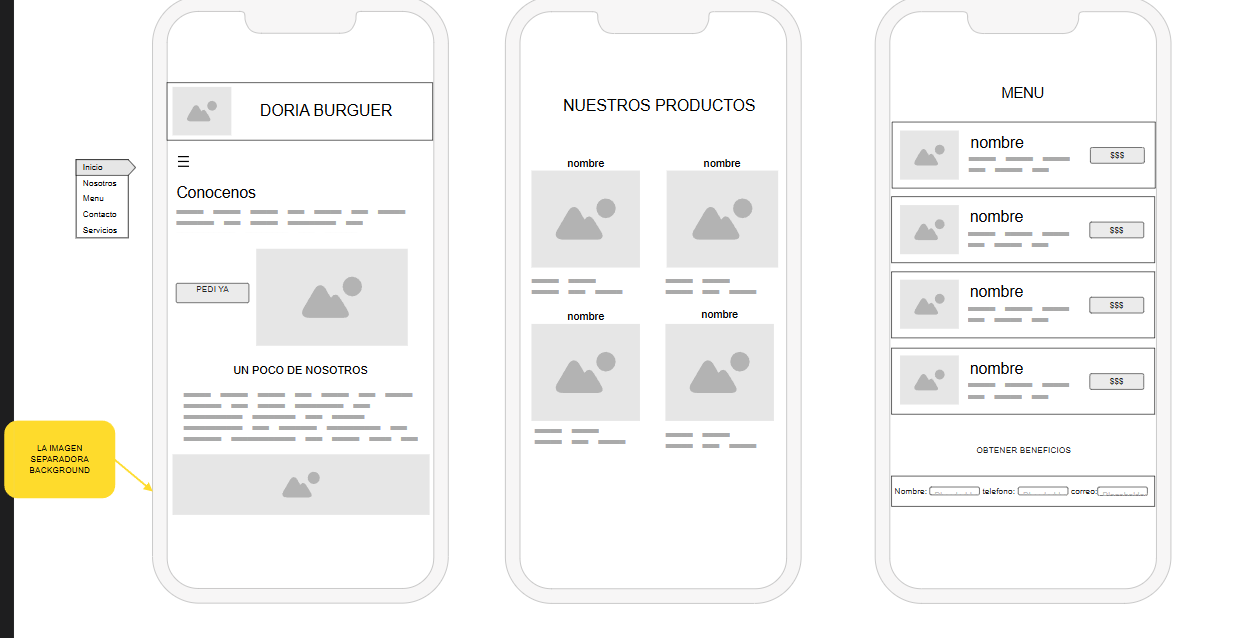 Inicio
Nosotros
Menu
Contacto
Servicios
LA IMAGEN
SEPARADORA
BACKGROUND
DORIA BURGUER
Conocenos
PEDI YA
UN POCO DE NOSOTROS
NUESTROS PRODUCTOS
nombre nombre
nombre nombre
MENU
nombre
$$$
nombre
$$$
nombre
$$$
nombre
$$$
OBTENER BENEFICIOS
Nombre: telefono: correo: